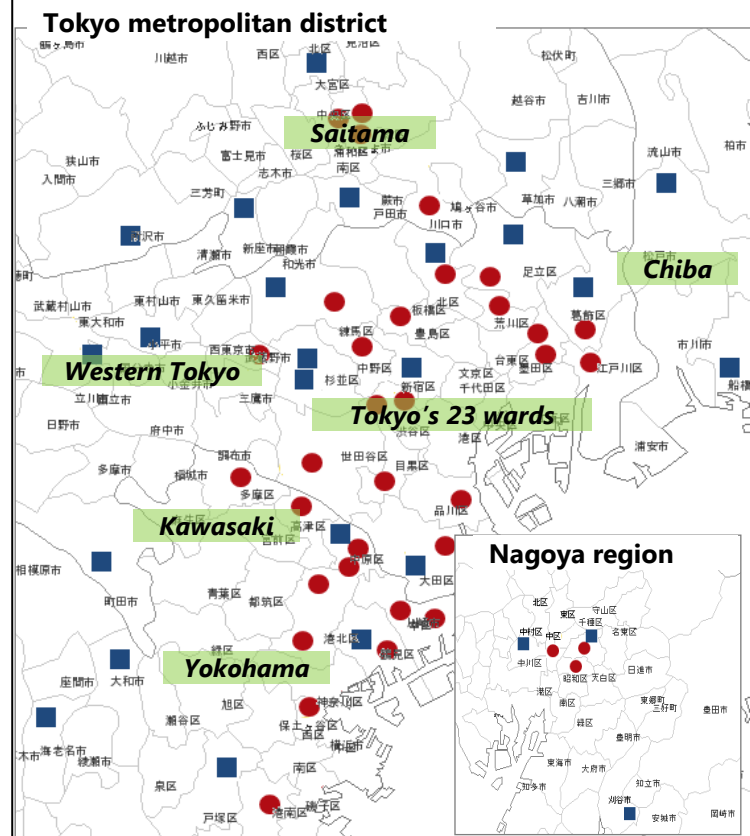 Tokyo metropolitan district
鶴ヶ島市
川越市
西区
北区
見沼区
松伏町
大宮区
越谷市
吉川市
ふじみ野市
Saitama
富士見市
桜区
浦和区
南区
流山市
柏市
狭山市
入間市
志木市
三芳町
蕨市
戸田市
鳩ヶ谷市
川口市
草加市
八潮市
三郷市
所沢市
新座市
朝霞市
清瀬市
和光市
足立区
松戸市
Chiba
武蔵村山市
東村山市
東久留米市
板橋区
北区
荒川区
葛飾区
東大和市
小平市
西東京市
練馬区
豊島区
市川市
Western Tokyo
小金井市
杉並区
中野区
新宿区
文京区
千代田区
台東区
墨田区
江戸川区
船橋
立川市
国立市
三鷹市
Tokyo's 23 wards
日野市
府中市
渋谷区
港区
浦安市
多摩市
稲城市
調布市
世田谷区
目黒区
多摩区
品川区
Kawasaki
高津区
宮前区
中原区
大田区
相模原市
町田市
青葉区
都筑区
緑区
港北区
鶴見区
Yokohama
座間市
大和市
旭区
神奈川区
瀬谷区
保土ヶ谷区
西区
海老名市
綾瀬市
泉区
南区
戸塚区
港南区
磯子区
Nagoya region
北区
東区
守山区
千種区
中村区
中区
名東区
中川区
昭和区
天白区
日進市
港区
南区
東郷町
三好町
豊田市
緑区
豊明市
東海市
大府市
知多市
知立市
刈谷市
安城市
岡崎市